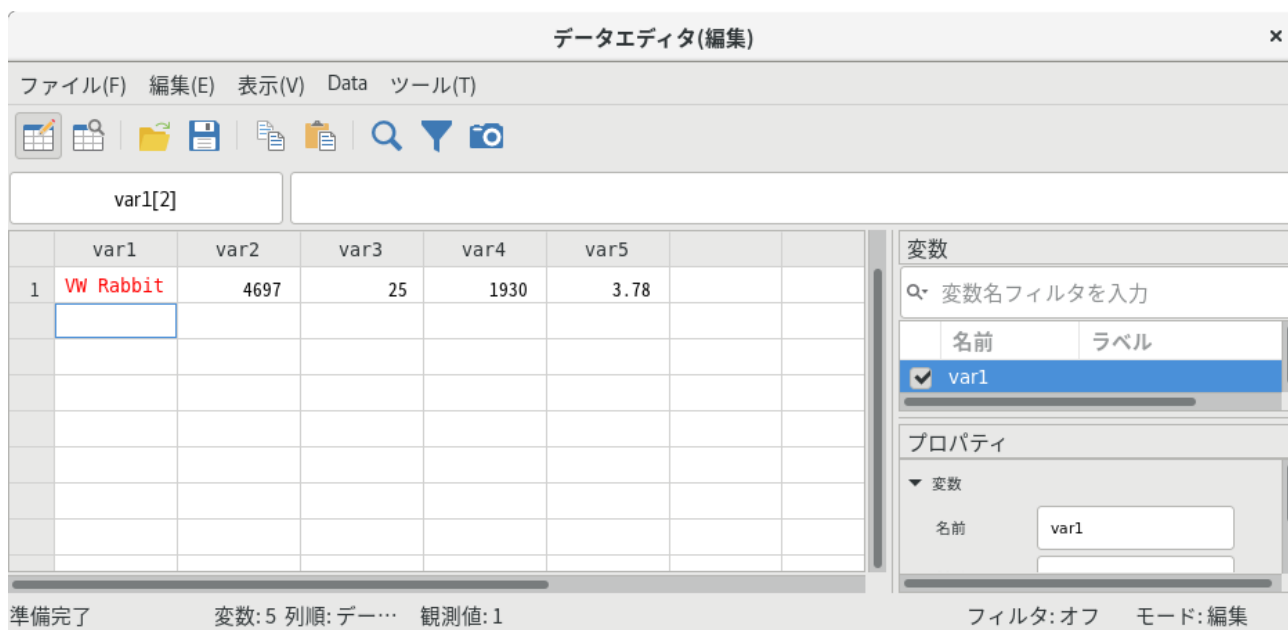 データエディタ(編集) ×
ファイル(F) 編集(E) 表示(V) Data ツール(T)
var1[2]
var1 var2 var3 var4 var5
1 VW Rabbit 4697 25 1930 3.78
変数
変数名フィルタを入力
名前 ラベル
var1
プロパティ
変数
名前 var1
準備完了 変数: 5 列順: デー… 観測値: 1 フィルタ: オフ モード: 編集